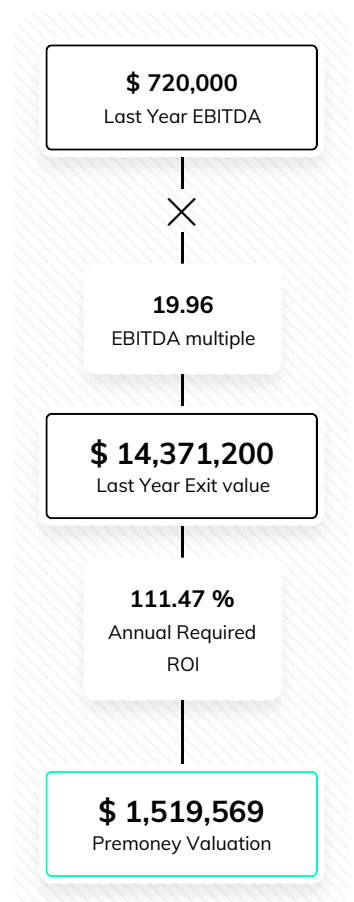 $ 720,000
Last Year EBITDA
19.96
EBITDA multiple
$ 14,371,200
Last Year Exit value
111.47 %
Annual Required
ROI
$ 1,519,569
Premoney Valuation